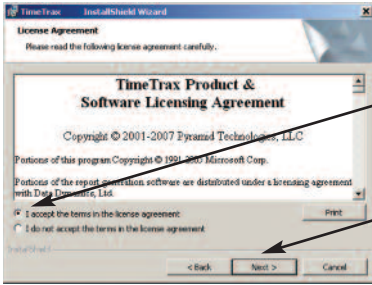 TimeTrax InstallShield Wizard
License Agreement
Please read the following license agreement carefully.
TimeTrax Product &
Software Licensing Agreement
Copyright © 2001-2007 Pyramid Technologies, LLC
Portions of this program Copyright © 1991-2005 Microsoft Corp.
Portions of the report generation software are distributed under a licensing agreement
with Data Dynamics, Ltd.
I accept the terms in the license agreement
Print
I do not accept the terms in the license agreement
InstallShield
< Back
Next >
Cancel